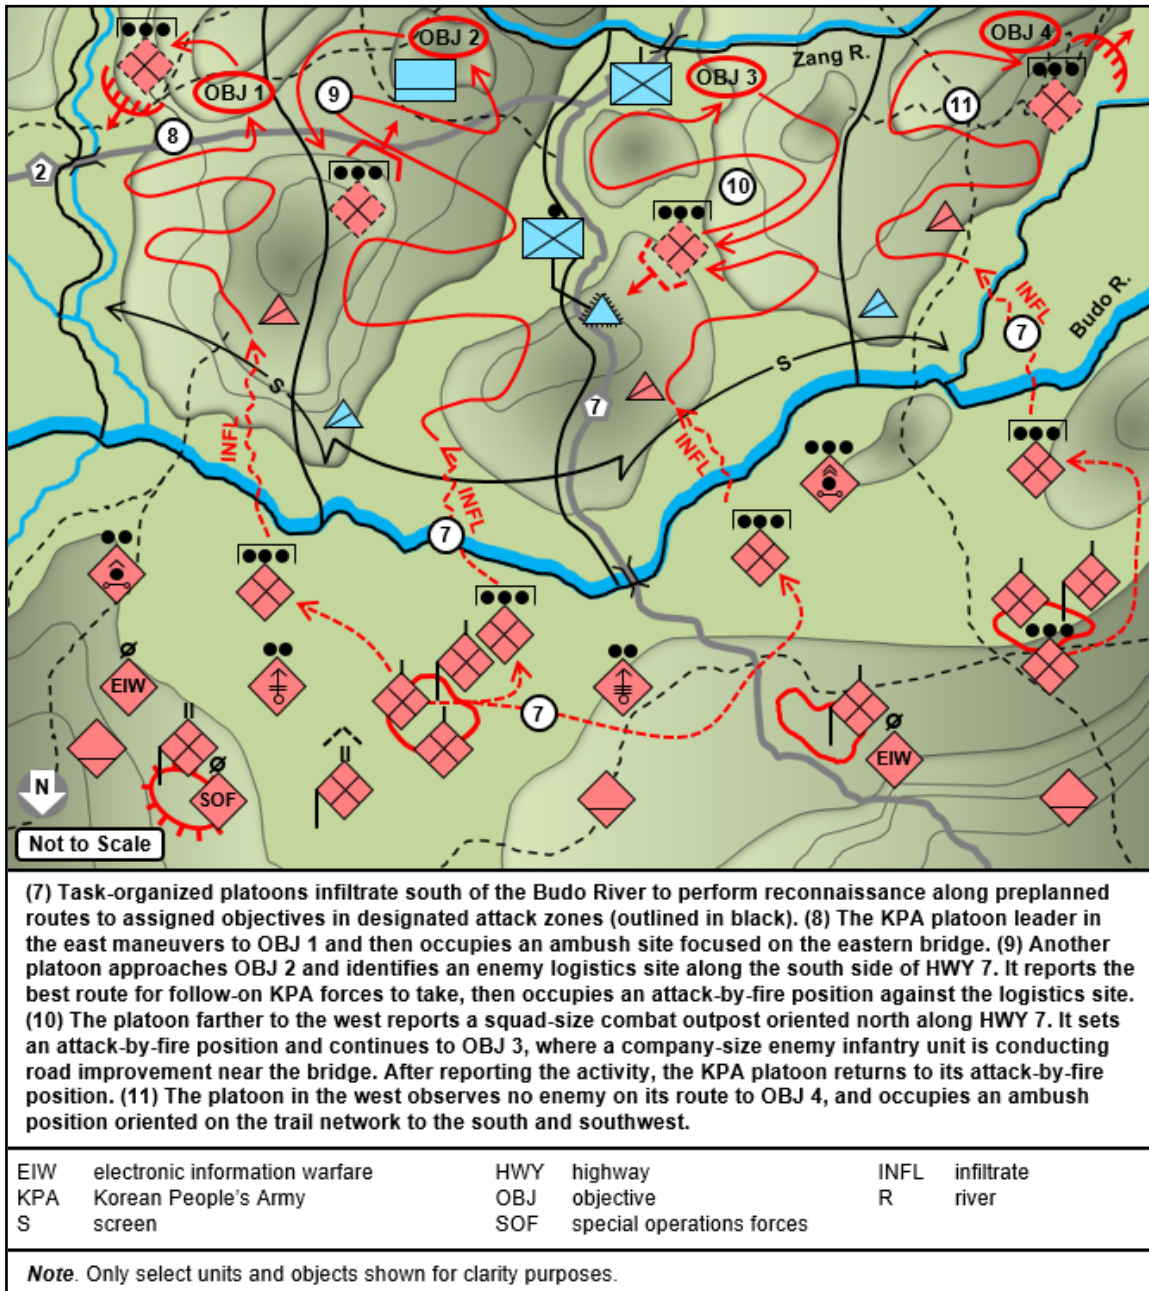 OBJ 1
OBJ 2
OBJ 3
OBJ 4
Zang R.
8
9
10
11
2
S
S
7
Budo R.
INFL
INFL
INFL
INFL
7
7
7
EIW
EIW
SOF
N
Not to Scale
(7) Task-organized platoons infiltrate south of the Budo River to perform reconnaissance along preplanned
routes to assigned objectives in designated attack zones (outlined in black). (8) The KPA platoon leader in
the east maneuvers to OBJ 1 and then occupies an ambush site focused on the eastern bridge. (9) Another
platoon approaches OBJ 2 and identifies an enemy logistics site along the south side of HWY 7. It reports the
best route for follow-on KPA forces to take, then occupies an attack-by-fire position against the logistics site.
(10) The platoon farther to the west reports a squad-size combat outpost oriented north along HWY 7. It sets
an attack-by-fire position and continues to OBJ 3, where a company-size enemy infantry unit is conducting
road improvement near the bridge. After reporting the activity, the KPA platoon returns to its attack-by-fire
position. (11) The platoon in the west observes no enemy on its route to OBJ 4, and occupies an ambush
position oriented on the trail network to the south and southwest.
EIW electronic information warfare HWY highway INFL infiltrate
KPA Korean People's Army OBJ objective R river
S screen SOF special operations forces
Note. Only select units and objects shown for clarity purposes.